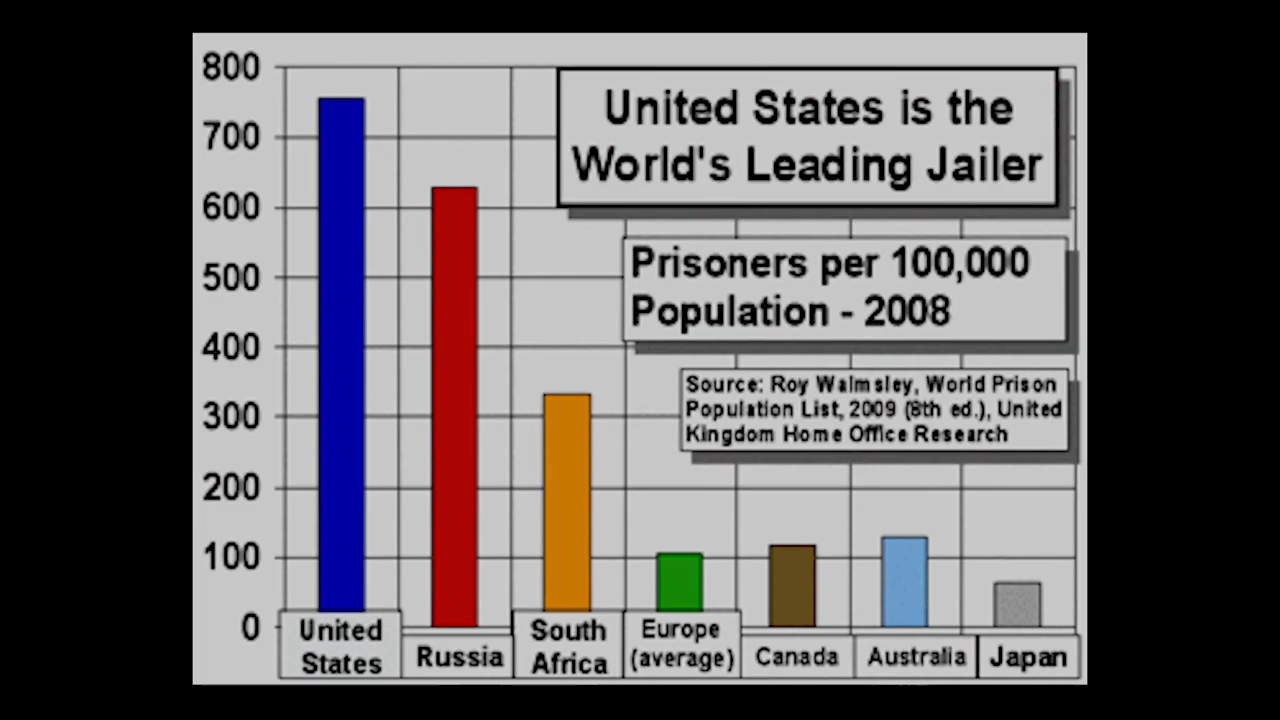 800
700
600
500
400
300
200
100
0
United States is the
World's Leading Jailer
Prisoners per 100,000
Population - 2008
Source: Roy Walmsley, World Prison
Population List, 2009 (8th ed.), United
Kingdom Home Office Research
United
States
Russia
South
Africa
Europe
(average)
Canada
Australia
Japan